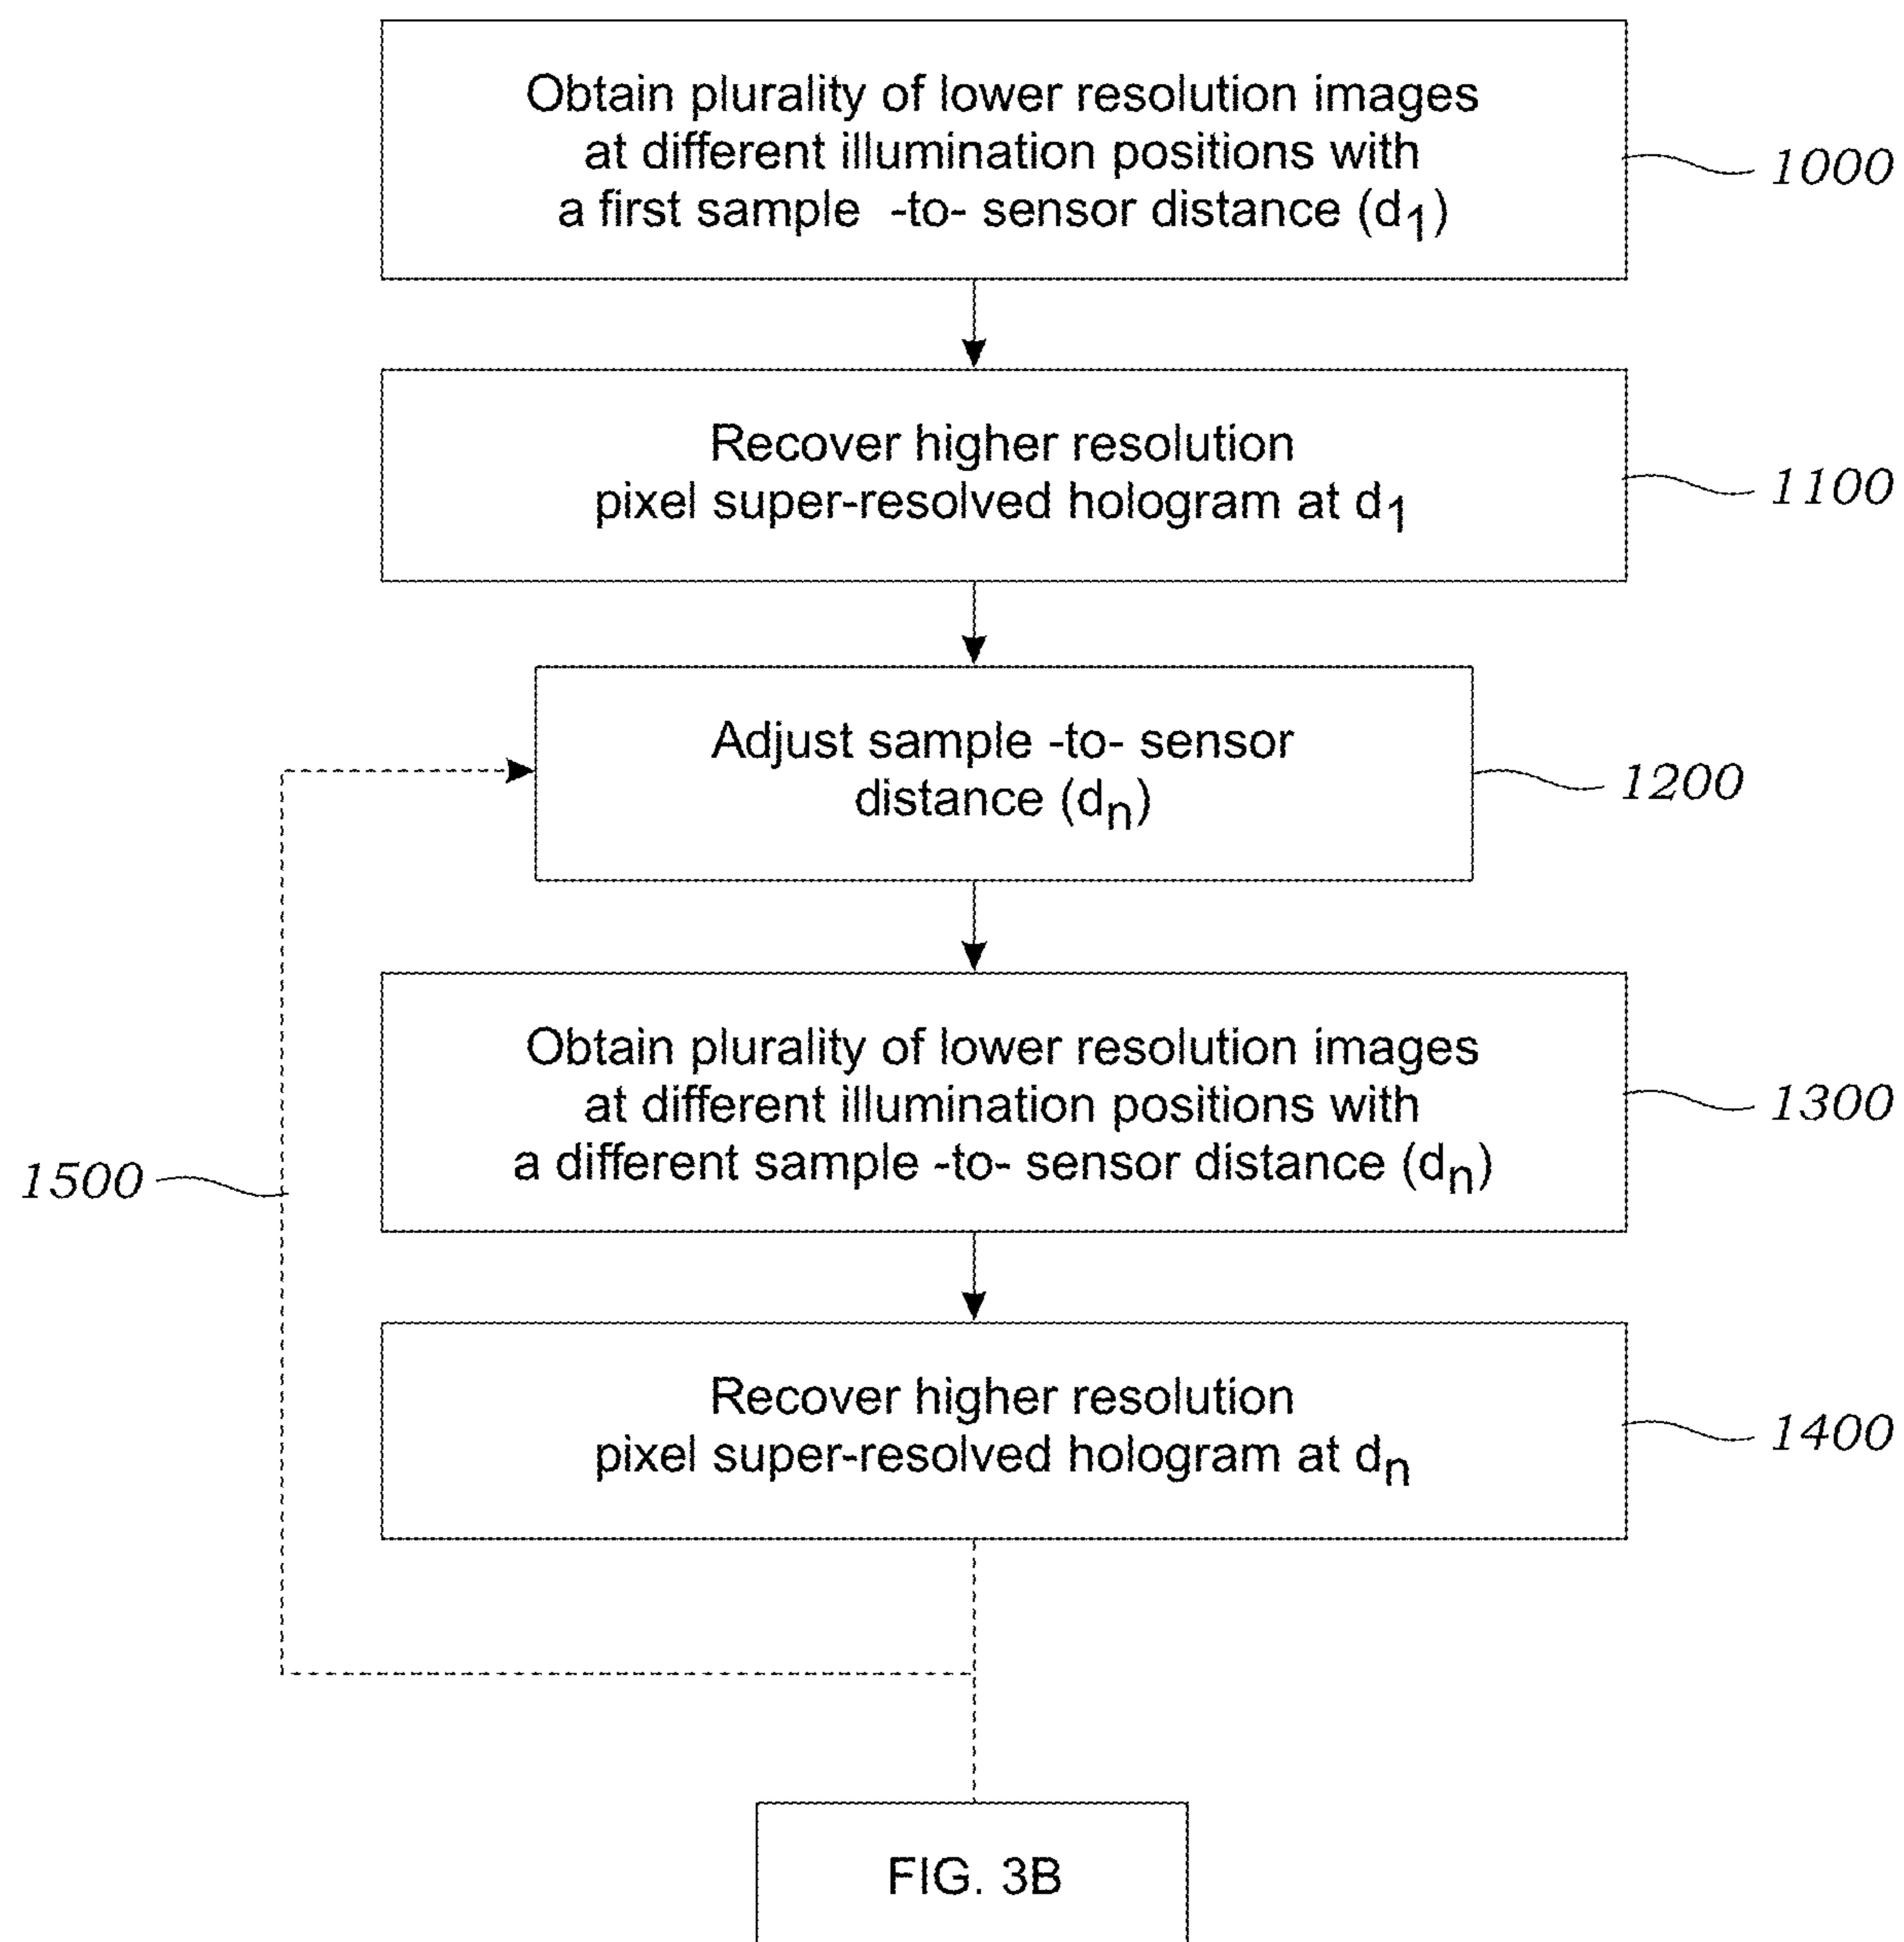 Obtain plurality of lower resolution images
at different illumination positions with
a first sample -to- sensor distance (d1)
1000
Recover higher resolution
pixel super-resolved hologram at d1
1100
Adjust sample -to- sensor
distance (dn)
1200
Obtain plurality of lower resolution images
at different illumination positions with
a different sample -to- sensor distance (dn)
1300
1500
Recover higher resolution
pixel super-resolved hologram at dn
1400
FIG. 3B